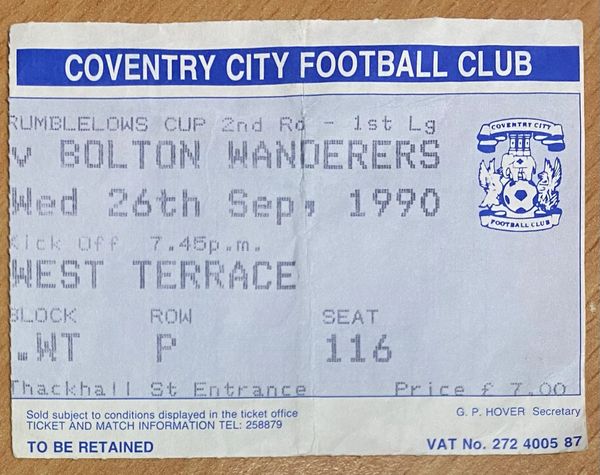 COVENTRY CITY FOOTBALL CLUB
RUMBLELOWS CUP 2nd Rd - 1st Lg
v BOLTON WANDERERS
Wed 26th Sep, 1990
Kick Off 7.45p.m.
WEST TERRACE
BLOCK ROW SEAT
.WT P 116
Thackhall St Entrance Price £ 7.00
COVENTRY CITY
FOOTBALL CLUB
Sold subject to conditions displayed in the ticket office
TICKET AND MATCH INFORMATION TEL: 258879
G. P. HOVER Secretary
TO BE RETAINED
VAT No. 272 4005 87